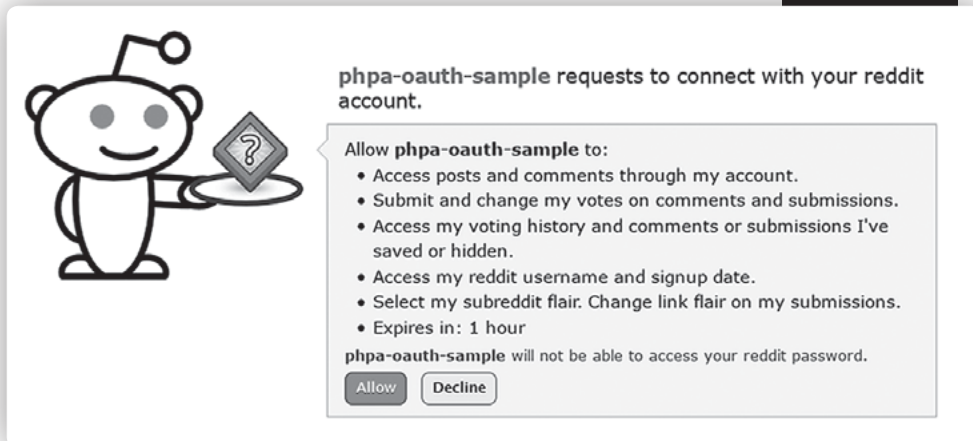 phpa-oauth-sample requests to connect with your reddit
account.
?
Allow phpa-oauth-sample to:
• Access posts and comments through my account.
• Submit and change my votes on comments and submissions.
• Access my voting history and comments or submissions I've
saved or hidden.
• Access my reddit username and signup date.
• Select my subreddit flair. Change link flair on my submissions.
• Expires in: 1 hour
phpa-oauth-sample will not be able to access your reddit password.
Allow Decline